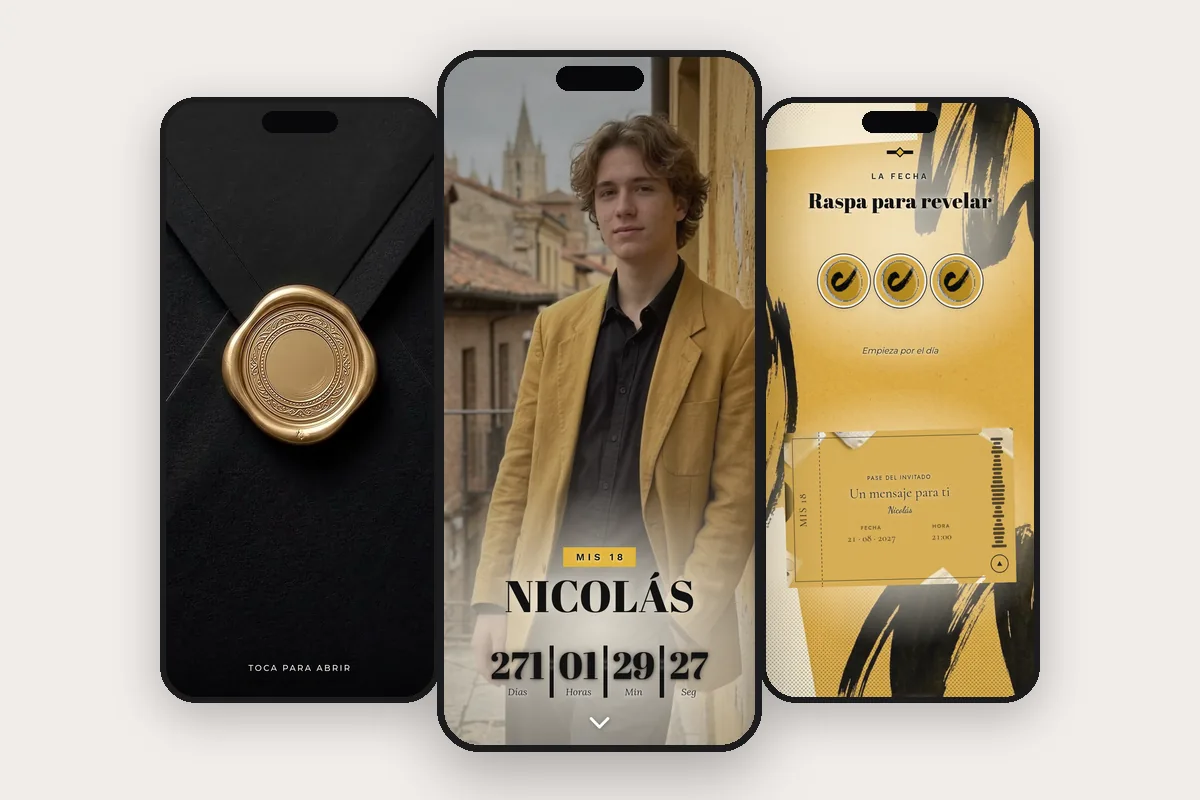 TOCA PARA ABRIR
MIS 18
NICOLÁS
271 01 29 27
Días Horas Min Seg
LA FECHA
Raspa para revelar
Empieza por el día
MIS 18
PASE DEL INVITADO
Un mensaje para ti
Nicolás
FECHA HORA
21 · 08 · 2027 21:00